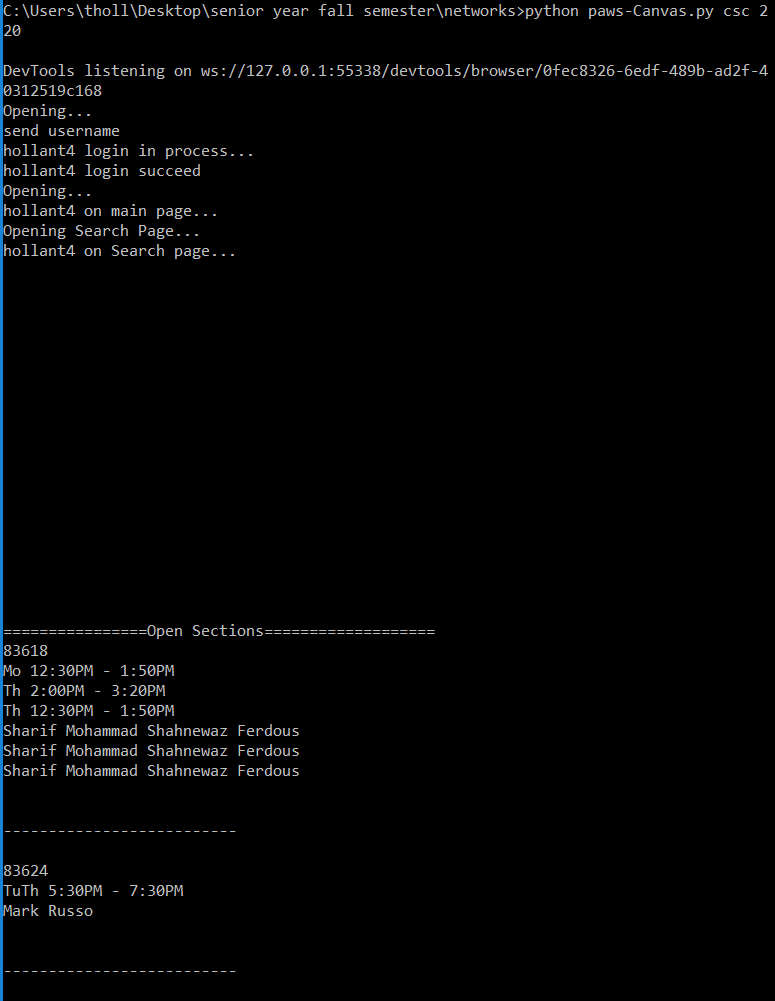 C:\Users\tholl\Desktop\senior year fall semester\networks>python paws-Canvas.py csc 2
20
DevTools listening on ws://127.0.0.1:55338/devtools/browser/0fec8326-6edf-489b-ad2f-4
0312519c168
Opening...
send username
hollant4 login in process...
hollant4 login succeed
Opening...
hollant4 on main page...
Opening Search Page...
hollant4 on Search page...
================Open Sections===================
83618
Mo 12:30PM - 1:50PM
Th 2:00PM - 3:20PM
Th 12:30PM - 1:50PM
Sharif Mohammad Shahnewaz Ferdous
Sharif Mohammad Shahnewaz Ferdous
Sharif Mohammad Shahnewaz Ferdous
--------------------------
83624
TuTh 5:30PM - 7:30PM
Mark Russo
--------------------------